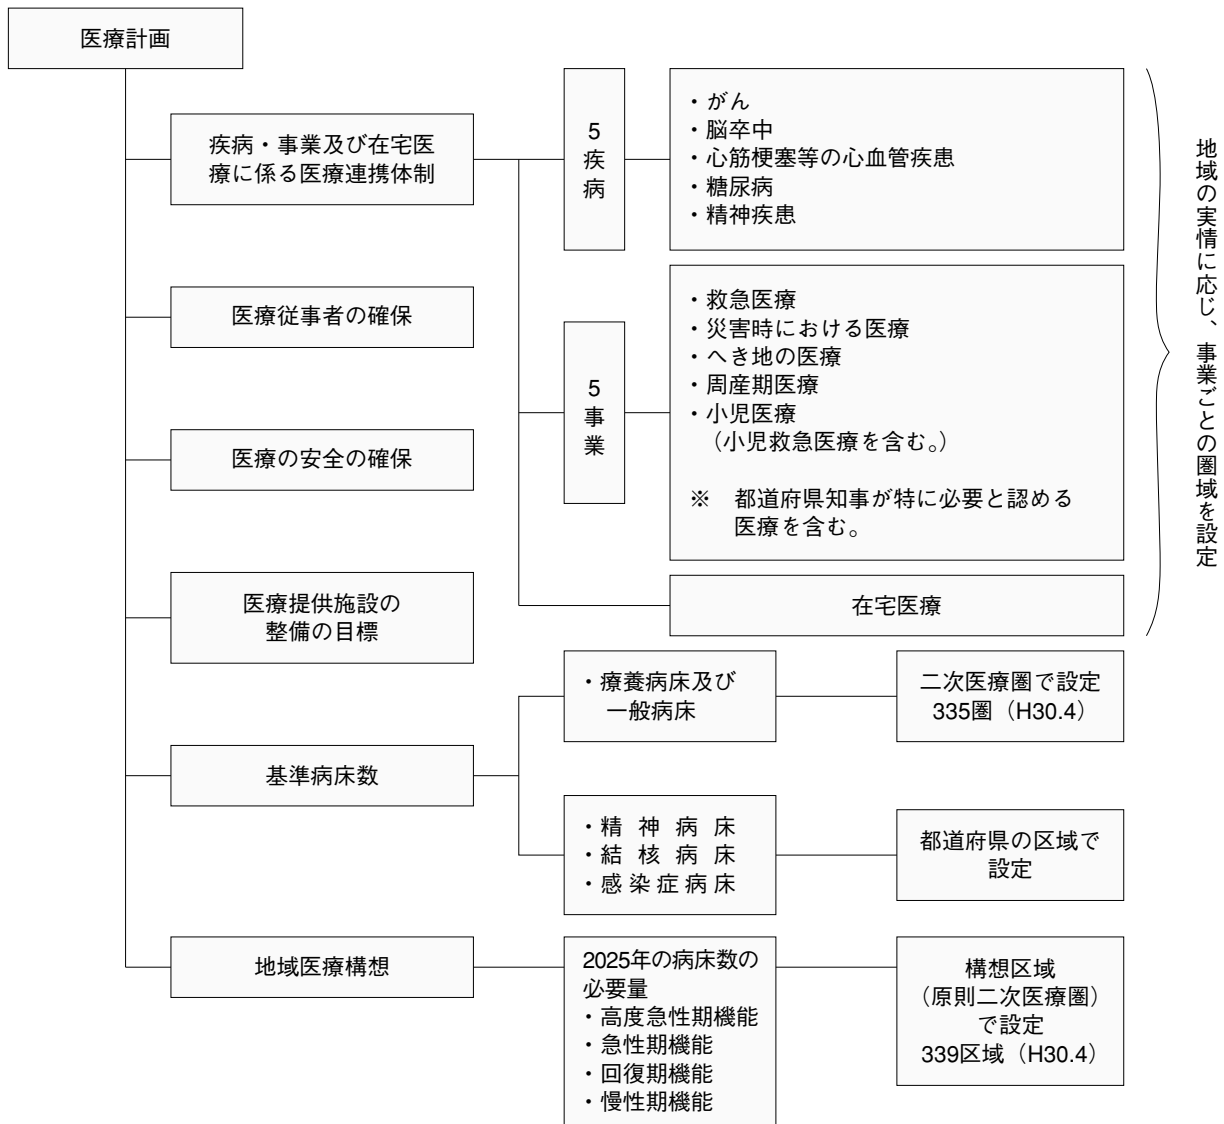 医療計画
疾病・事業及び在宅医
療に係る医療連携体制
5
疾
病
・がん
・脳卒中
・心筋梗塞等の心血管疾患
・糖尿病
・精神疾患
5
事
業
・救急医療
・災害時における医療
・へき地の医療
・周産期医療
・小児医療
（小児救急医療を含む。）
※　都道府県知事が特に必要と認める
医療を含む。
在宅医療
地域の実情に応じ、事業ごとの圏域を設定
医療従事者の確保
医療の安全の確保
医療提供施設の
整備の目標
基準病床数
・療養病床及び
一般病床
二次医療圏で設定
335圏（H30.4）
・精神病床
・結核病床
・感染症病床
都道府県の区域で
設定
地域医療構想
2025年の病床数の
必要量
・高度急性期機能
・急性期機能
・回復期機能
・慢性期機能
構想区域
（原則二次医療圏）
で設定
339区域（H30.4）